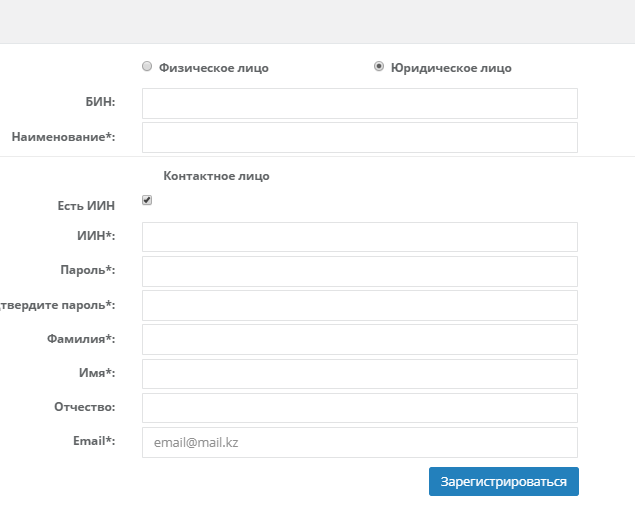 Физическое лицо Юридическое лицо
БИН:
Наименование*:
Контактное лицо
Есть ИИН
ИИН*:
Пароль*:
твердите пароль*:
Фамилия*:
Имя*:
Отчество:
Email*: email@mail.kz
Зарегистрироваться